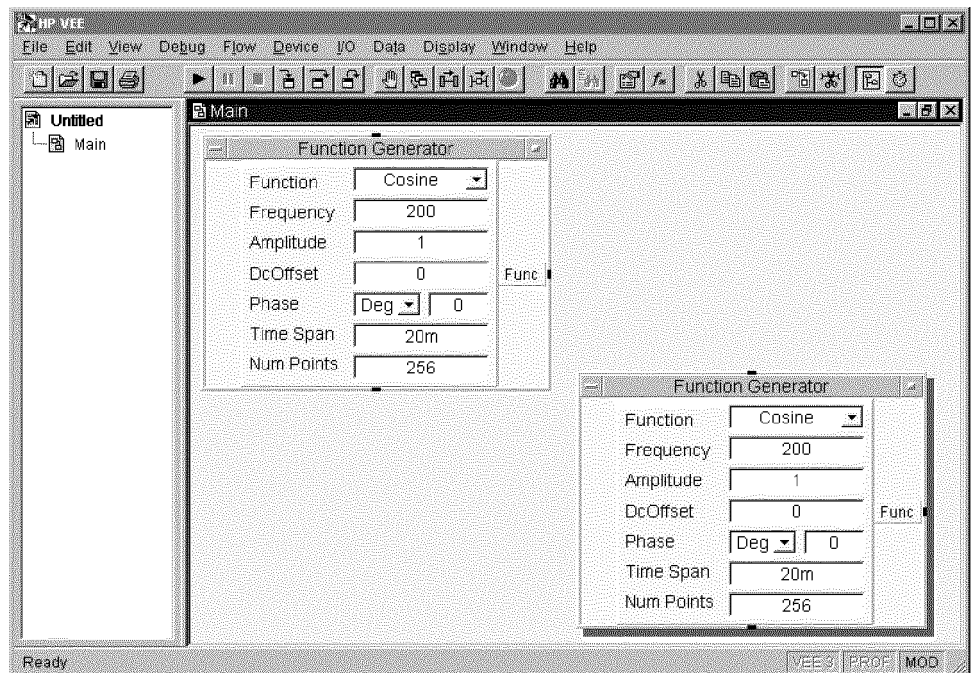 HP VEE
File Edit View Debug Flow Device I/O Data Display Window Help
Untitled
Main
Main
Function Generator
Function Cosine
Frequency 200
Amplitude 1
DcOffset 0
Func
Phase Deg 0
Time Span 20m
Num Points 256
Function Generator
Function Cosine
Frequency 200
Amplitude 1
DcOffset 0
Func
Phase Deg 0
Time Span 20m
Num Points 256
Ready VEE 3 PROF MOD